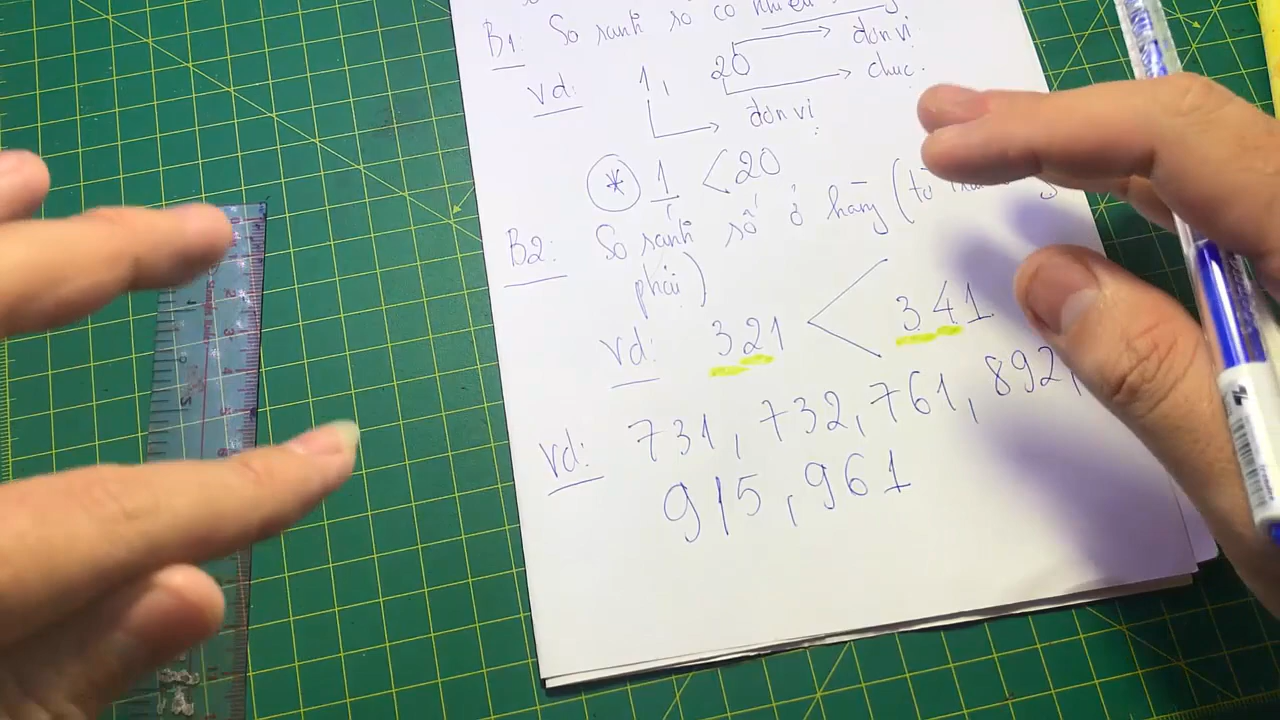 B1: So sánh số có nhiều
Vd: 1, 20 đơn vị
chục.
đơn vị
* 1 < 20
B2: So sánh số ở hàng (từ
phải)
Vd: 321 < 341
Vd: 731, 732, 761, 892,
915, 961